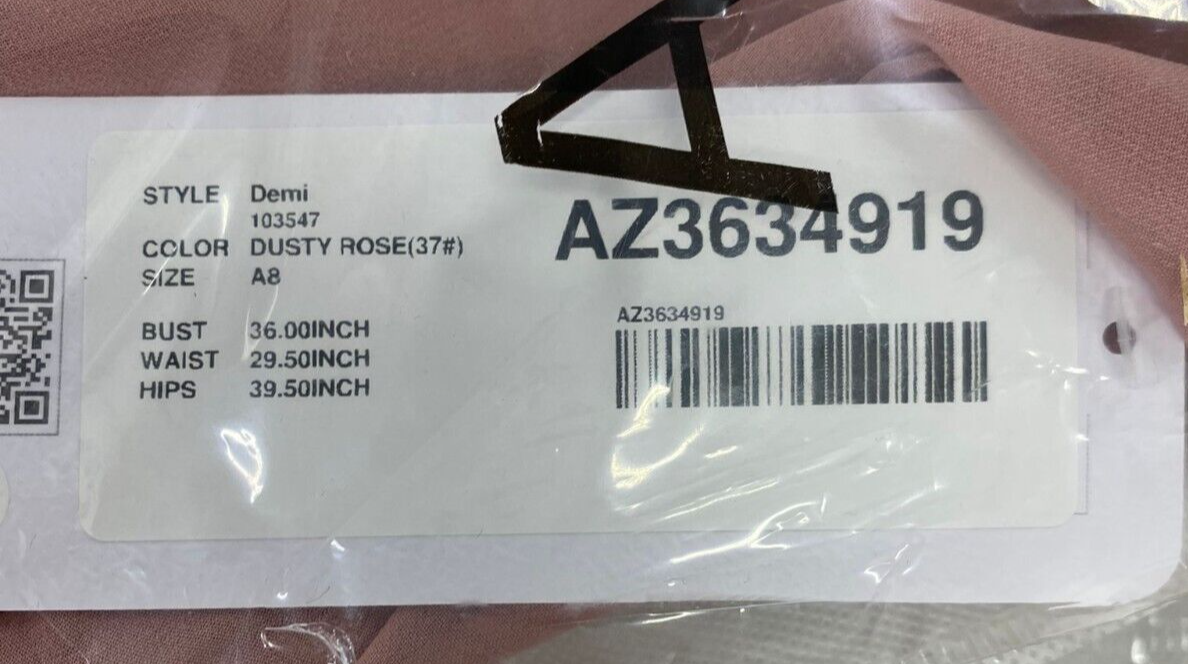 STYLE Demi
103547
COLOR DUSTY ROSE(37#)
SIZE A8
BUST 36.00INCH
WAIST 29.50INCH
HIPS 39.50INCH
A
AZ3634919
AZ3634919